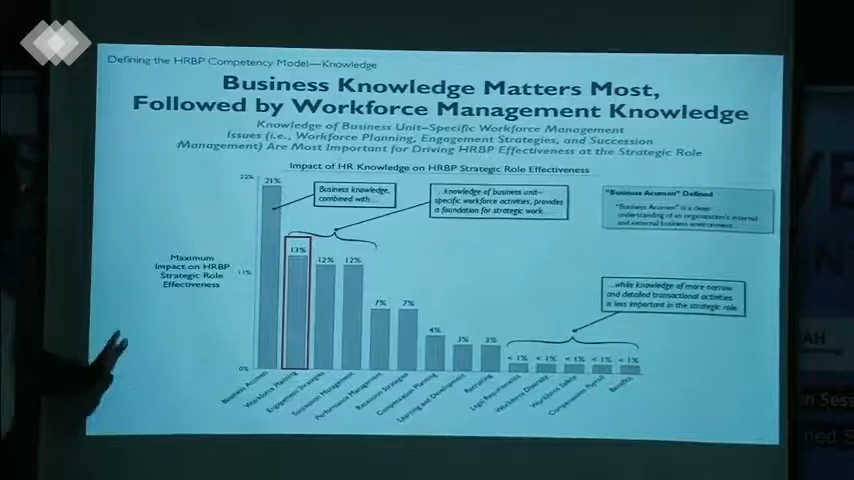 Defining the HRBP Competency Model—Knowledge
Business Knowledge Matters Most,
Followed by Workforce Management Knowledge
Knowledge of Business Unit–Specific Workforce Management
Issues (i.e., Workforce Planning, Engagement Strategies, and Succession
Management) Are Most Important for Driving HRBP Effectiveness at the Strategic Role
Impact of HR Knowledge on HRBP Strategic Role Effectiveness
22%
21%
Business knowledge,
combined with…
…knowledge of business unit–
specific workforce activities, provides
a foundation for strategic work…
"Business Acumen" Defined
"Business Acumen" is a deep
understanding of an organization's internal
and external business environment.
Maximum
Impact on HRBP
Strategic Role
Effectiveness
11%
13%
12%
12%
7%
7%
4%
3%
3%
< 1%
< 1%
< 1%
< 1%
< 1%
…while knowledge of more narrow
and detailed transactional activities
is less important in the strategic role.
0%
Business Acumen
Workforce Planning
Engagement Strategies
Succession Management
Performance Management
Retention Strategies
Compensation Planning
Learning and Development
Recruiting
Legal Requirements
Workforce Diversity
Workforce Safety
Compensation Payroll
Benefits
AH
in Sess
ned S